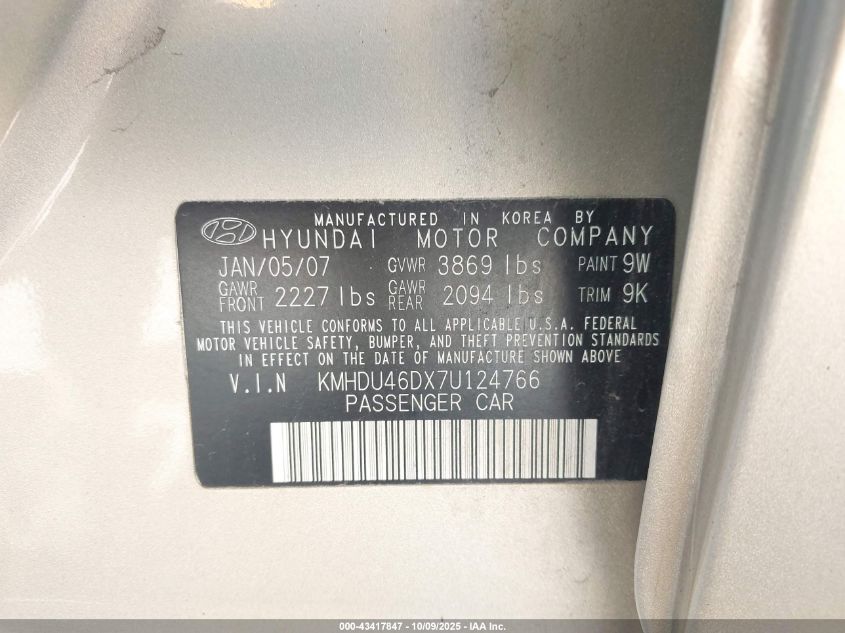 MANUFACTURED IN KOREA BY
HYUNDAI MOTOR COMPANY
JAN/05/07 GVWR 3869 lbs PAINT 9W
GAWR FRONT 2227 lbs GAWR REAR 2094 lbs TRIM 9K
THIS VEHICLE CONFORMS TO ALL APPLICABLE U.S.A. FEDERAL
MOTOR VEHICLE SAFETY, BUMPER, AND THEFT PREVENTION STANDARDS
IN EFFECT ON THE DATE OF MANUFACTURE SHOWN ABOVE
V.I.N KMHDU46DX7U124766
PASSENGER CAR
000-43417847 - 10/09/2025 - IAA Inc.